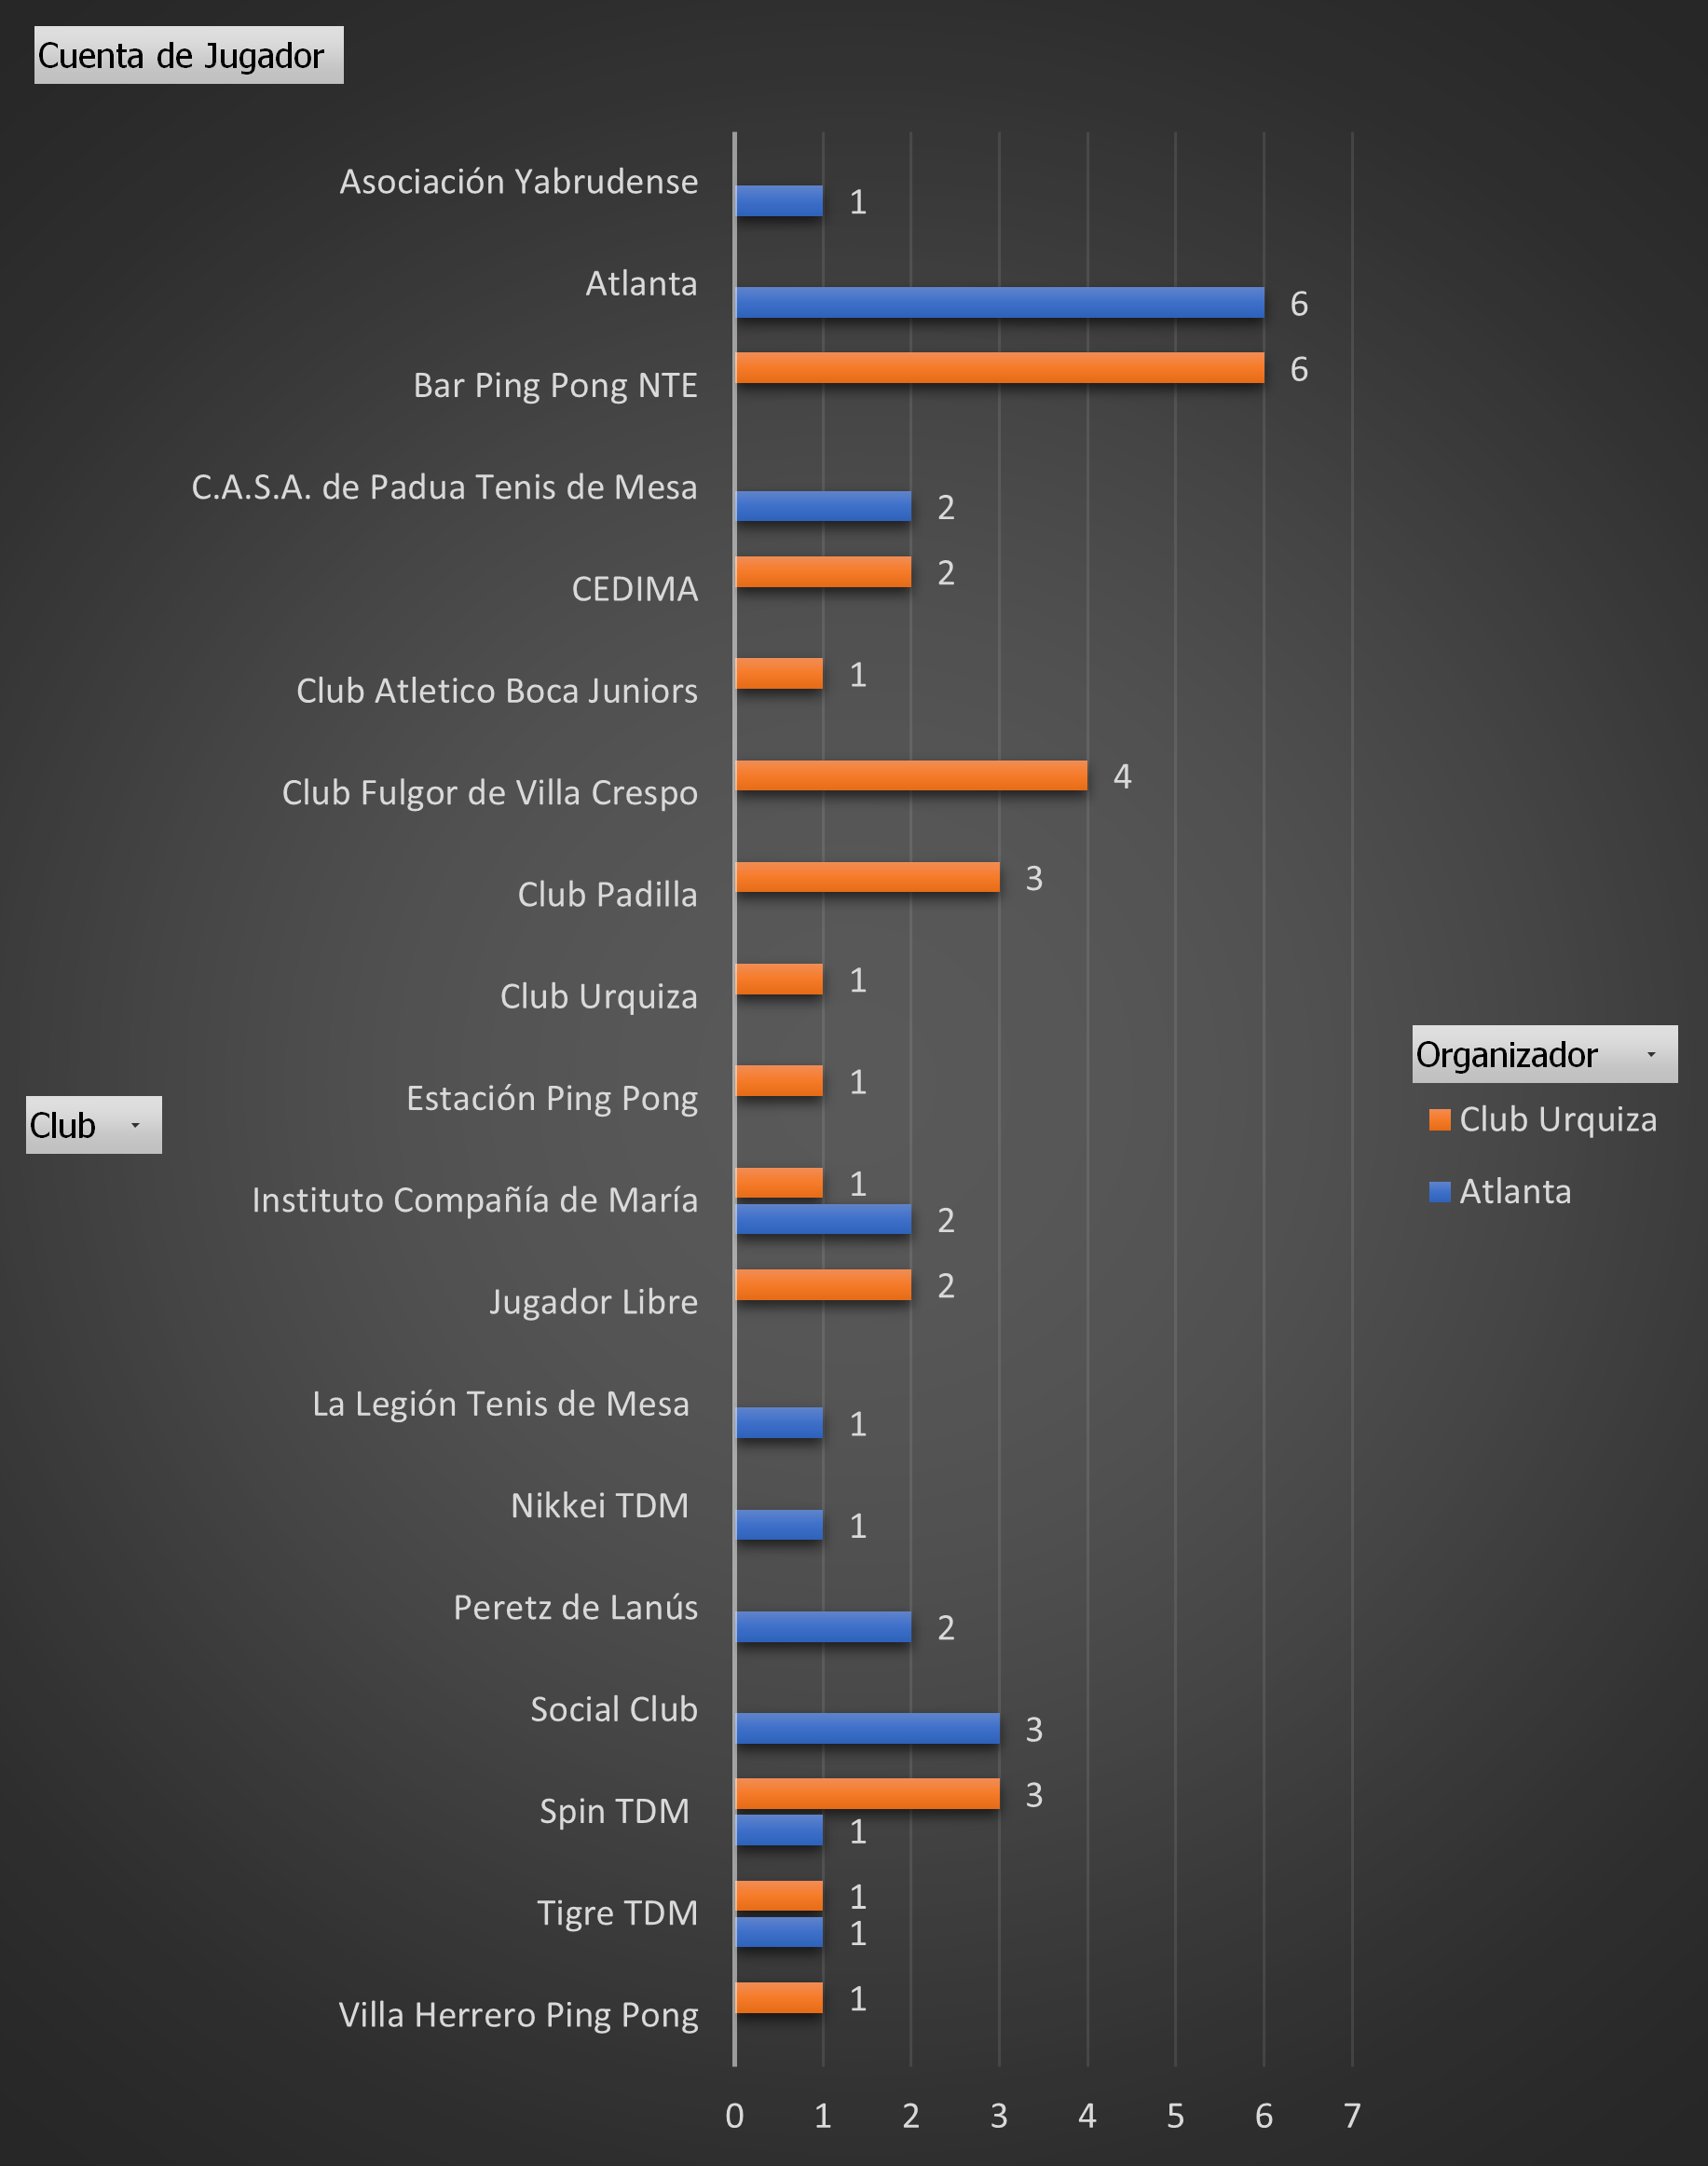 Cuenta de Jugador
Asociación Yabrudense 1
Atlanta 6
Bar Ping Pong NTE 6
C.A.S.A. de Padua Tenis de Mesa 2
CEDIMA 2
Club Atletico Boca Juniors 1
Club Fulgor de Villa Crespo 4
Club Padilla 3
Club Urquiza 1
Estación Ping Pong 1
Instituto Compañía de María 1
2
Jugador Libre 2
La Legión Tenis de Mesa 1
Nikkei TDM 1
Peretz de Lanús 2
Social Club 3
Spin TDM 3
1
Tigre TDM 1
1
Villa Herrero Ping Pong 1
0 1 2 3 4 5 6 7
Club
Organizador
Club Urquiza
Atlanta